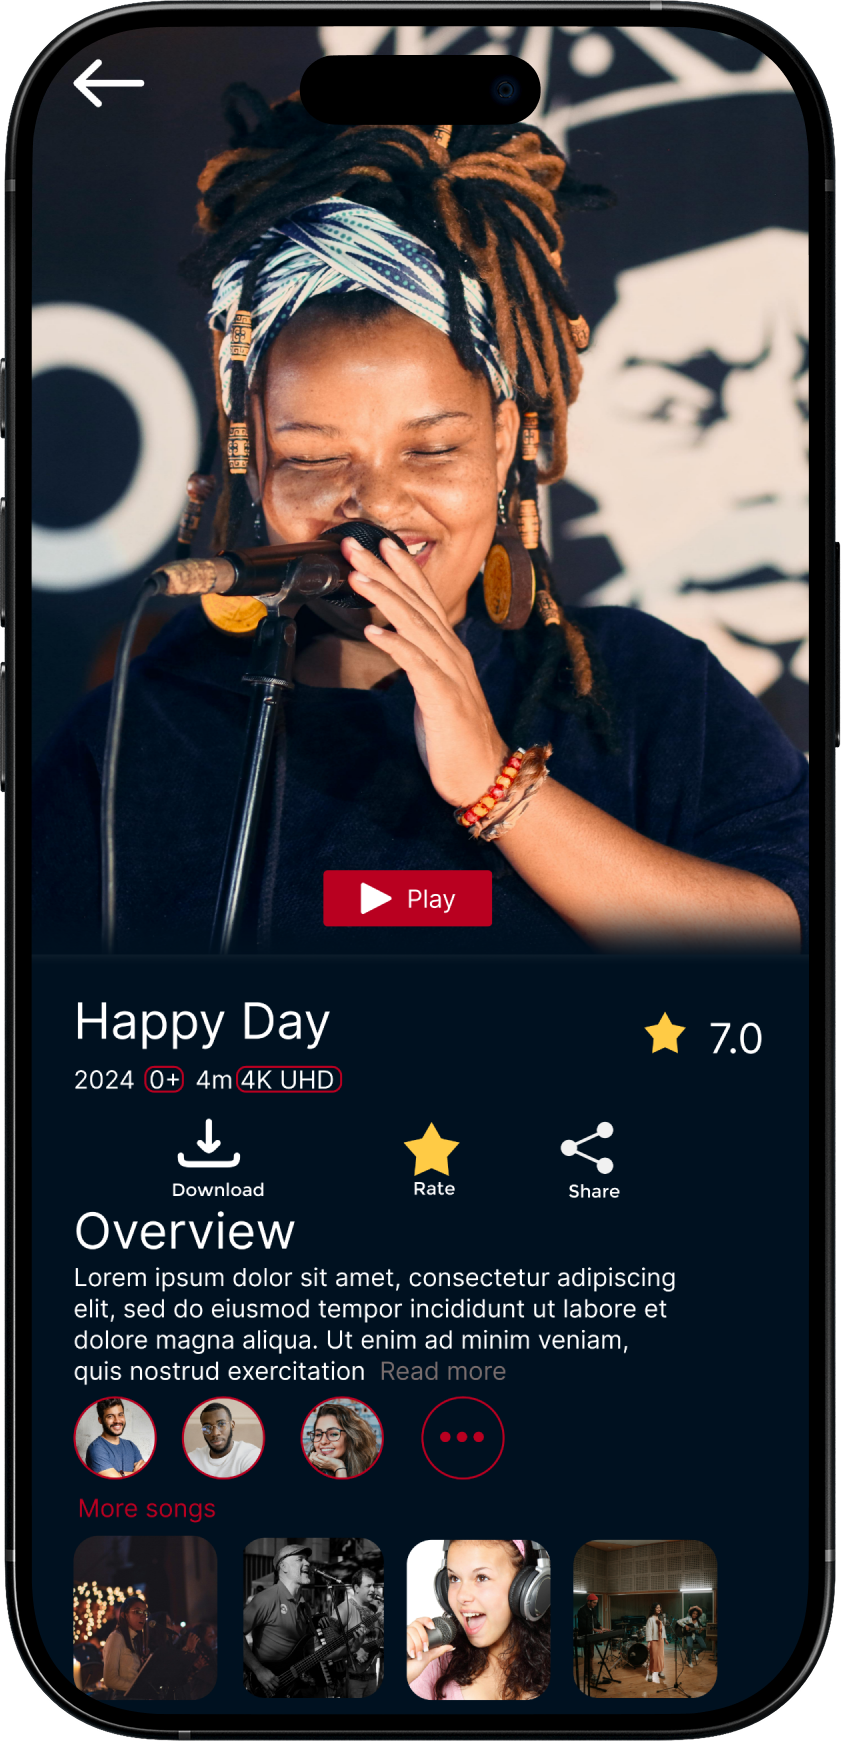 Play
Happy Day
7.0
2024 0+ 4m 4K UHD
Download Rate Share
Overview
Lorem ipsum dolor sit amet, consectetur adipiscing
elit, sed do eiusmod tempor incididunt ut labore et
dolore magna aliqua. Ut enim ad minim veniam,
quis nostrud exercitation Read more
More songs